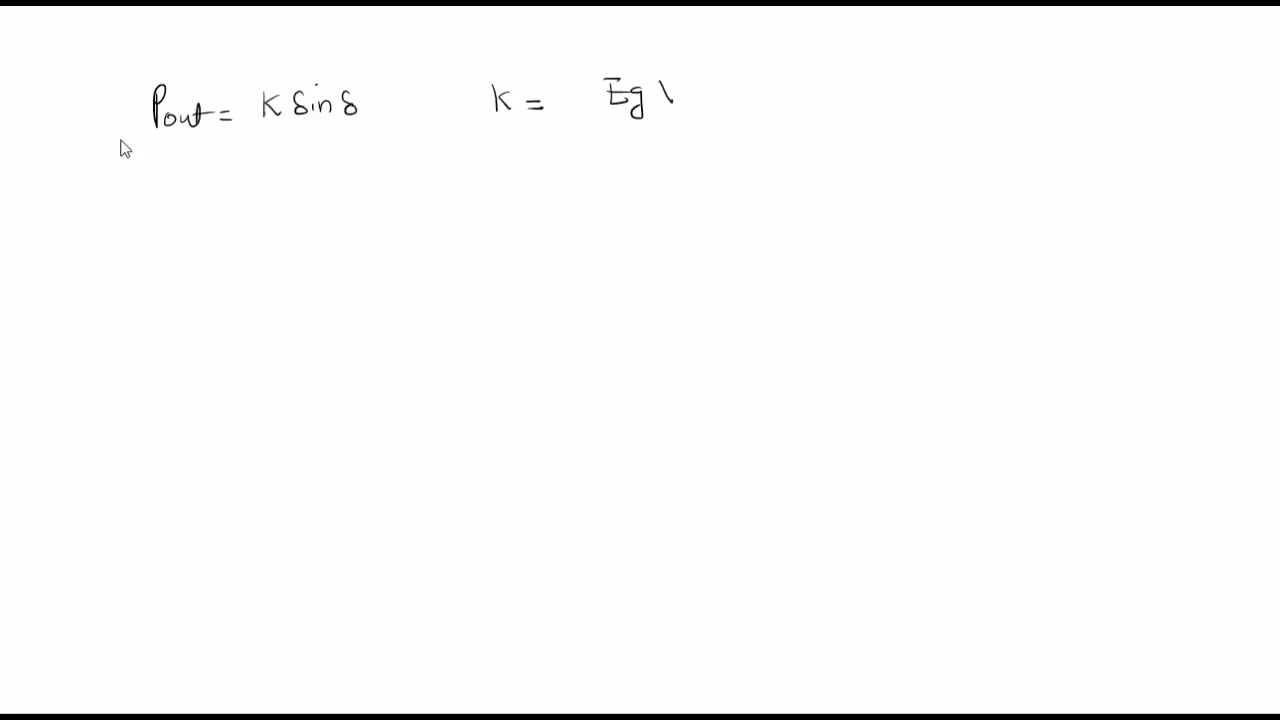 Pout = K sin δ K = Eg \